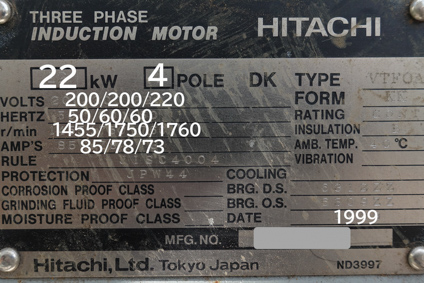 THREE PHASE
INDUCTION MOTOR HITACHI
22 kW 4 POLE DK TYPE VTFOA
VOLTS 200/200/220 FORM
HERTZ 50/60/60 RATING
r/min 1455/1750/1760 INSULATION
AMP'S 85/78/73 AMB. TEMP. °C
RULE VIBRATION
PROTECTION JPW44 COOLING
CORROSION PROOF CLASS BRG. D.S.
GRINDING FLUID PROOF CLASS BRG. O.S.
MOISTURE PROOF CLASS DATE 1999
MFG. NO.
Hitachi, Ltd. Tokyo Japan ND3997